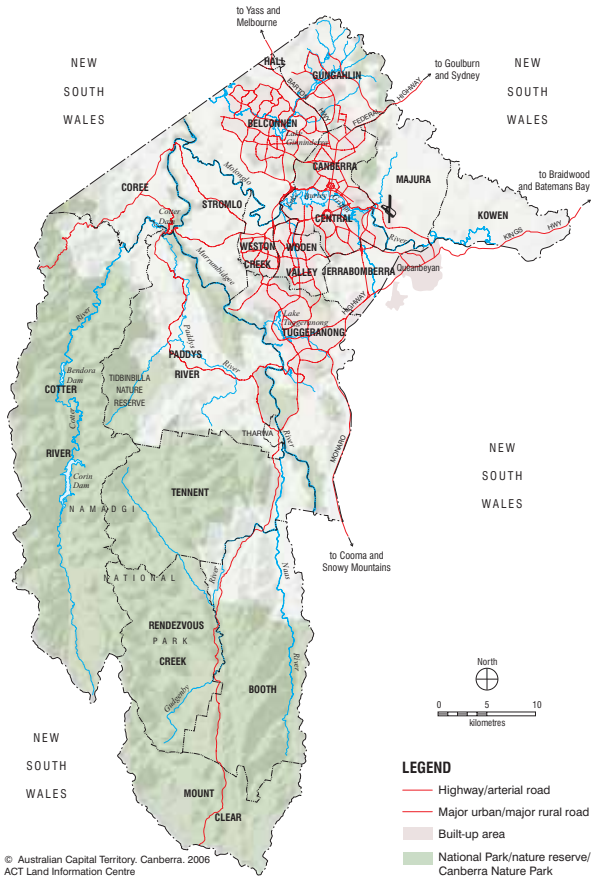 to Yass and
Melbourne
NEW
SOUTH
WALES
HALL
GUNGAHLIN
to Goulburn
and Sydney
NEW
SOUTH
WALES
BARTON
HWY
FEDERAL
HIGHWAY
BELCONNEN
Lake
Ginninderra
CANBERRA
MAJURA
to Braidwood
and Batemans Bay
COREE
Molonglo
STROMLO
Lake Burley Griffin
CENTRAL
KOWEN
Cotter
Dam
River
KINGS HWY
WESTON
CREEK
WODEN
VALLEY
JERRABOMBERRA
Queanbeyan
Murrumbidgee
HIGHWAY
Lake
Tuggeranong
TUGGERANONG
River
Paddys
PADDYS
RIVER
River
Bendora
Dam
TIDBINBILLA
NATURE
RESERVE
COTTER
Cotter
RIVER
THARWA
River
MONARO
NEW
SOUTH
WALES
Corin
Dam
TENNENT
NAMADGI
to Cooma and
Snowy Mountains
NATIONAL
River
Naas
RENDEZVOUS
PARK
CREEK
River
BOOTH
Gudgenby
North
0 5 10
kilometres
NEW
SOUTH
WALES
MOUNT
CLEAR
LEGEND
Highway/arterial road
Major urban/major rural road
Built-up area
National Park/nature reserve/
Canberra Nature Park
© Australian Capital Territory. Canberra. 2006
ACT Land Information Centre